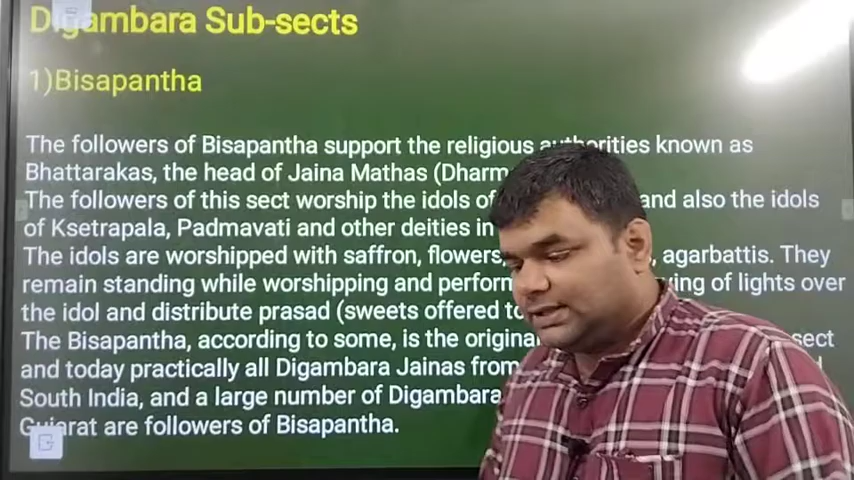 Digambara Sub-sects
1)Bisapantha
The followers of Bisapantha support the religious authorities known as
Bhattarakas, the head of Jaina Mathas (Dharm
The followers of this sect worship the idols of and also the idols
of Ksetrapala, Padmavati and other deities in
The idols are worshipped with saffron, flowers, agarbattis. They
remain standing while worshipping and perform of lights over
the idol and distribute prasad (sweets offered to
The Bisapantha, according to some, is the original sect
and today practically all Digambara Jainas from
South India, and a large number of Digambara
Gujarat are followers of Bisapantha.